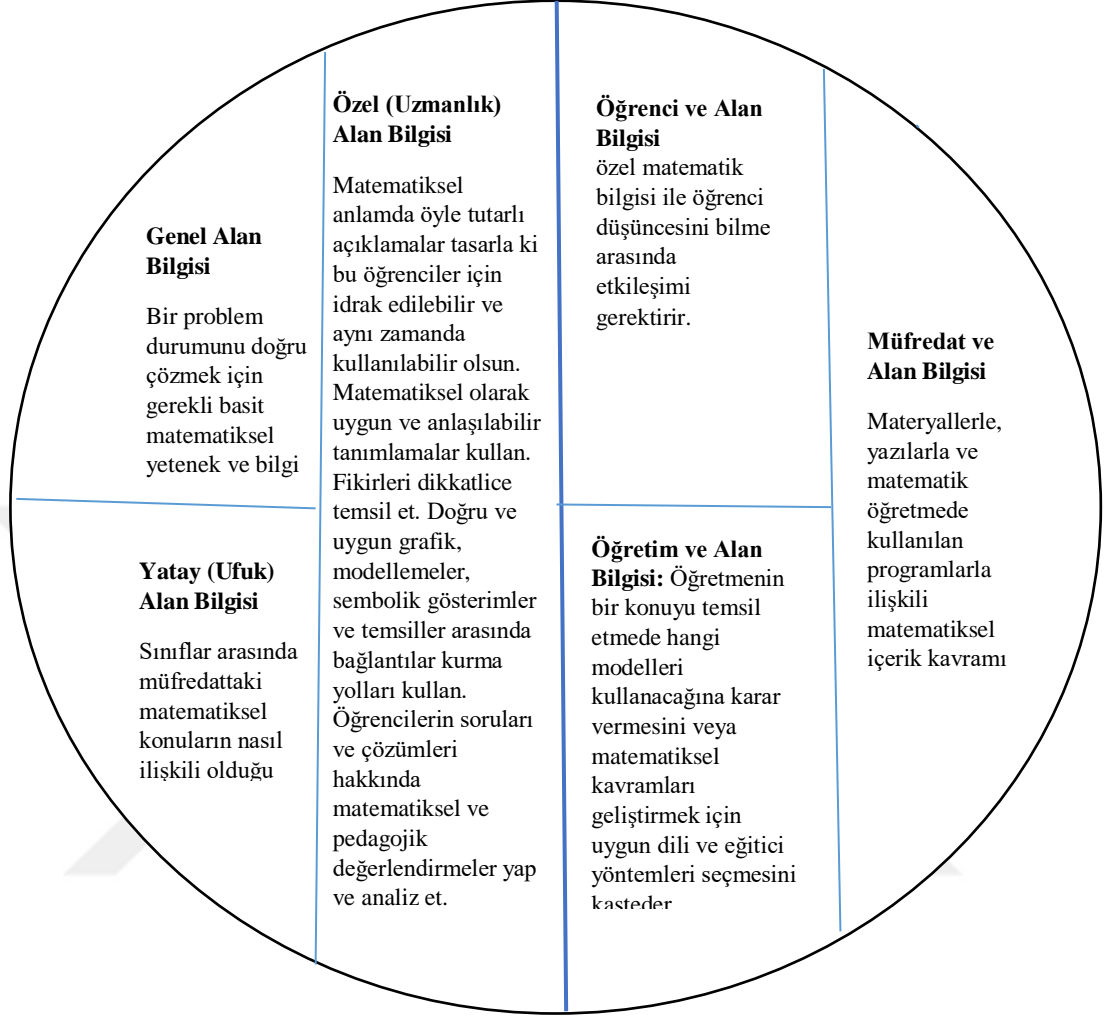 Genel Alan
Bilgisi
Bir problem
durumunu doğru
çözmek için
gerekli basit
matematiksel
yetenek ve bilgi
Yatay (Ufuk)
Alan Bilgisi
Sınıflar arasında
müfredattaki
matematiksel
konuların nasıl
ilişkili olduğu
Özel (Uzmanlık)
Alan Bilgisi
Matematiksel
anlamda öyle tutarlı
açıklamalar tasarla ki
bu öğrenciler için
idrak edilebilir ve
aynı zamanda
kullanılabilir olsun.
Matematiksel olarak
uygun ve anlaşılabilir
tanımlamalar kullan.
Fikirleri dikkatlice
temsil et. Doğru ve
uygun grafik,
modellemeler,
sembolik gösterimler
ve temsiller arasında
bağlantılar kurma
yolları kullan.
Öğrencilerin soruları
ve çözümleri
hakkında
matematiksel ve
pedagojik
değerlendirmeler yap
ve analiz et.
Öğrenci ve Alan
Bilgisi
özel matematik
bilgisi ile öğrenci
düşüncesini bilme
arasında
etkileşimi
gerektirir.
Öğretim ve Alan
Bilgisi: Öğretmenin
bir konuyu temsil
etmede hangi
modelleri
kullanacağına karar
vermesini veya
matematiksel
kavramları
geliştirmek için
uygun dili ve eğitici
yöntemleri seçmesini
kasteder
Müfredat ve
Alan Bilgisi
Materyallerle,
yazılarla ve
matematik
öğretmede
kullanılan
programlarla
ilişkili
matematiksel
içerik kavramı